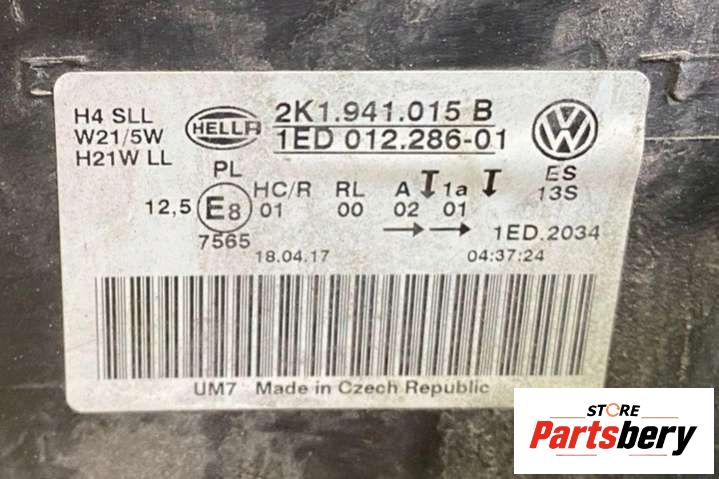 H4 SLL
W21/5W
H21W LL
HELLA
2K1.941.015 B
1ED 012.286-01
PL
ES
13S
HC/R RL A 1a
12,5 E8 01 00 02 01
7565
1ED.2034
18.04.17 04:37:24
UM7 Made in Czech Republic
STORE
Partsbery